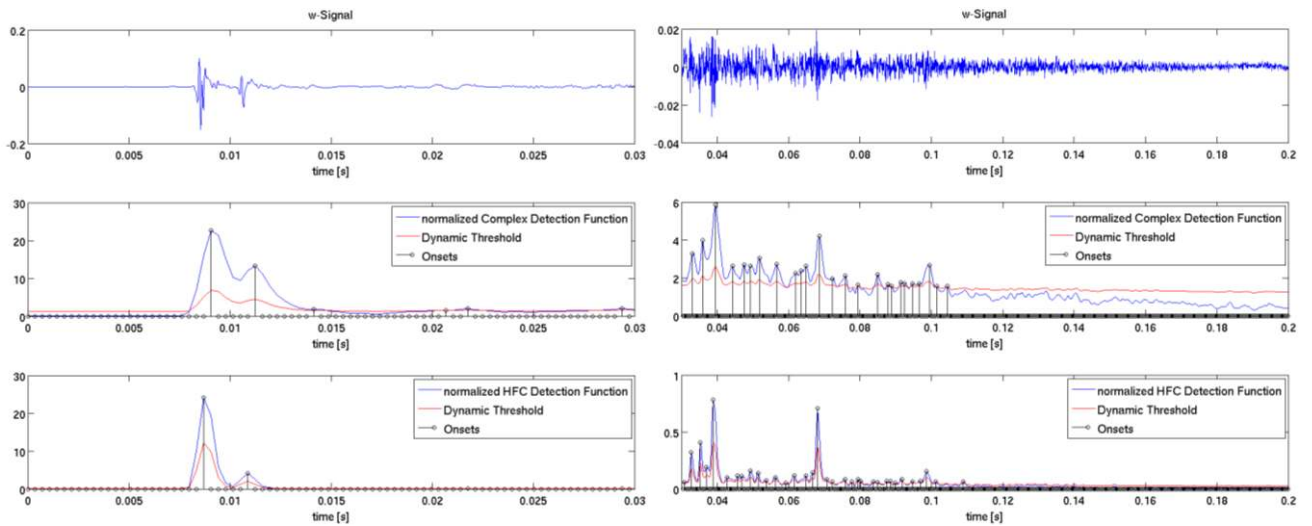 w-Signal
0.2
0
-0.2
0 0.005 0.01 0.015 0.02 0.025 0.03
time [s]
30
20
10
0
normalized Complex Detection Function
Dynamic Threshold
Onsets
0 0.005 0.01 0.015 0.02 0.025 0.03
time [s]
30
20
10
0
normalized HFC Detection Function
Dynamic Threshold
Onsets
0 0.005 0.01 0.015 0.02 0.025 0.03
time [s]
w-Signal
0.02
0
-0.02
-0.04
0.04 0.06 0.08 0.1 0.12 0.14 0.16 0.18 0.2
time [s]
6
4
2
0
normalized Complex Detection Function
Dynamic Threshold
Onsets
0.04 0.06 0.08 0.1 0.12 0.14 0.16 0.18 0.2
time [s]
1
0.5
0
normalized HFC Detection Function
Dynamic Threshold
Onsets
0.04 0.06 0.08 0.1 0.12 0.14 0.16 0.18 0.2
time [s]